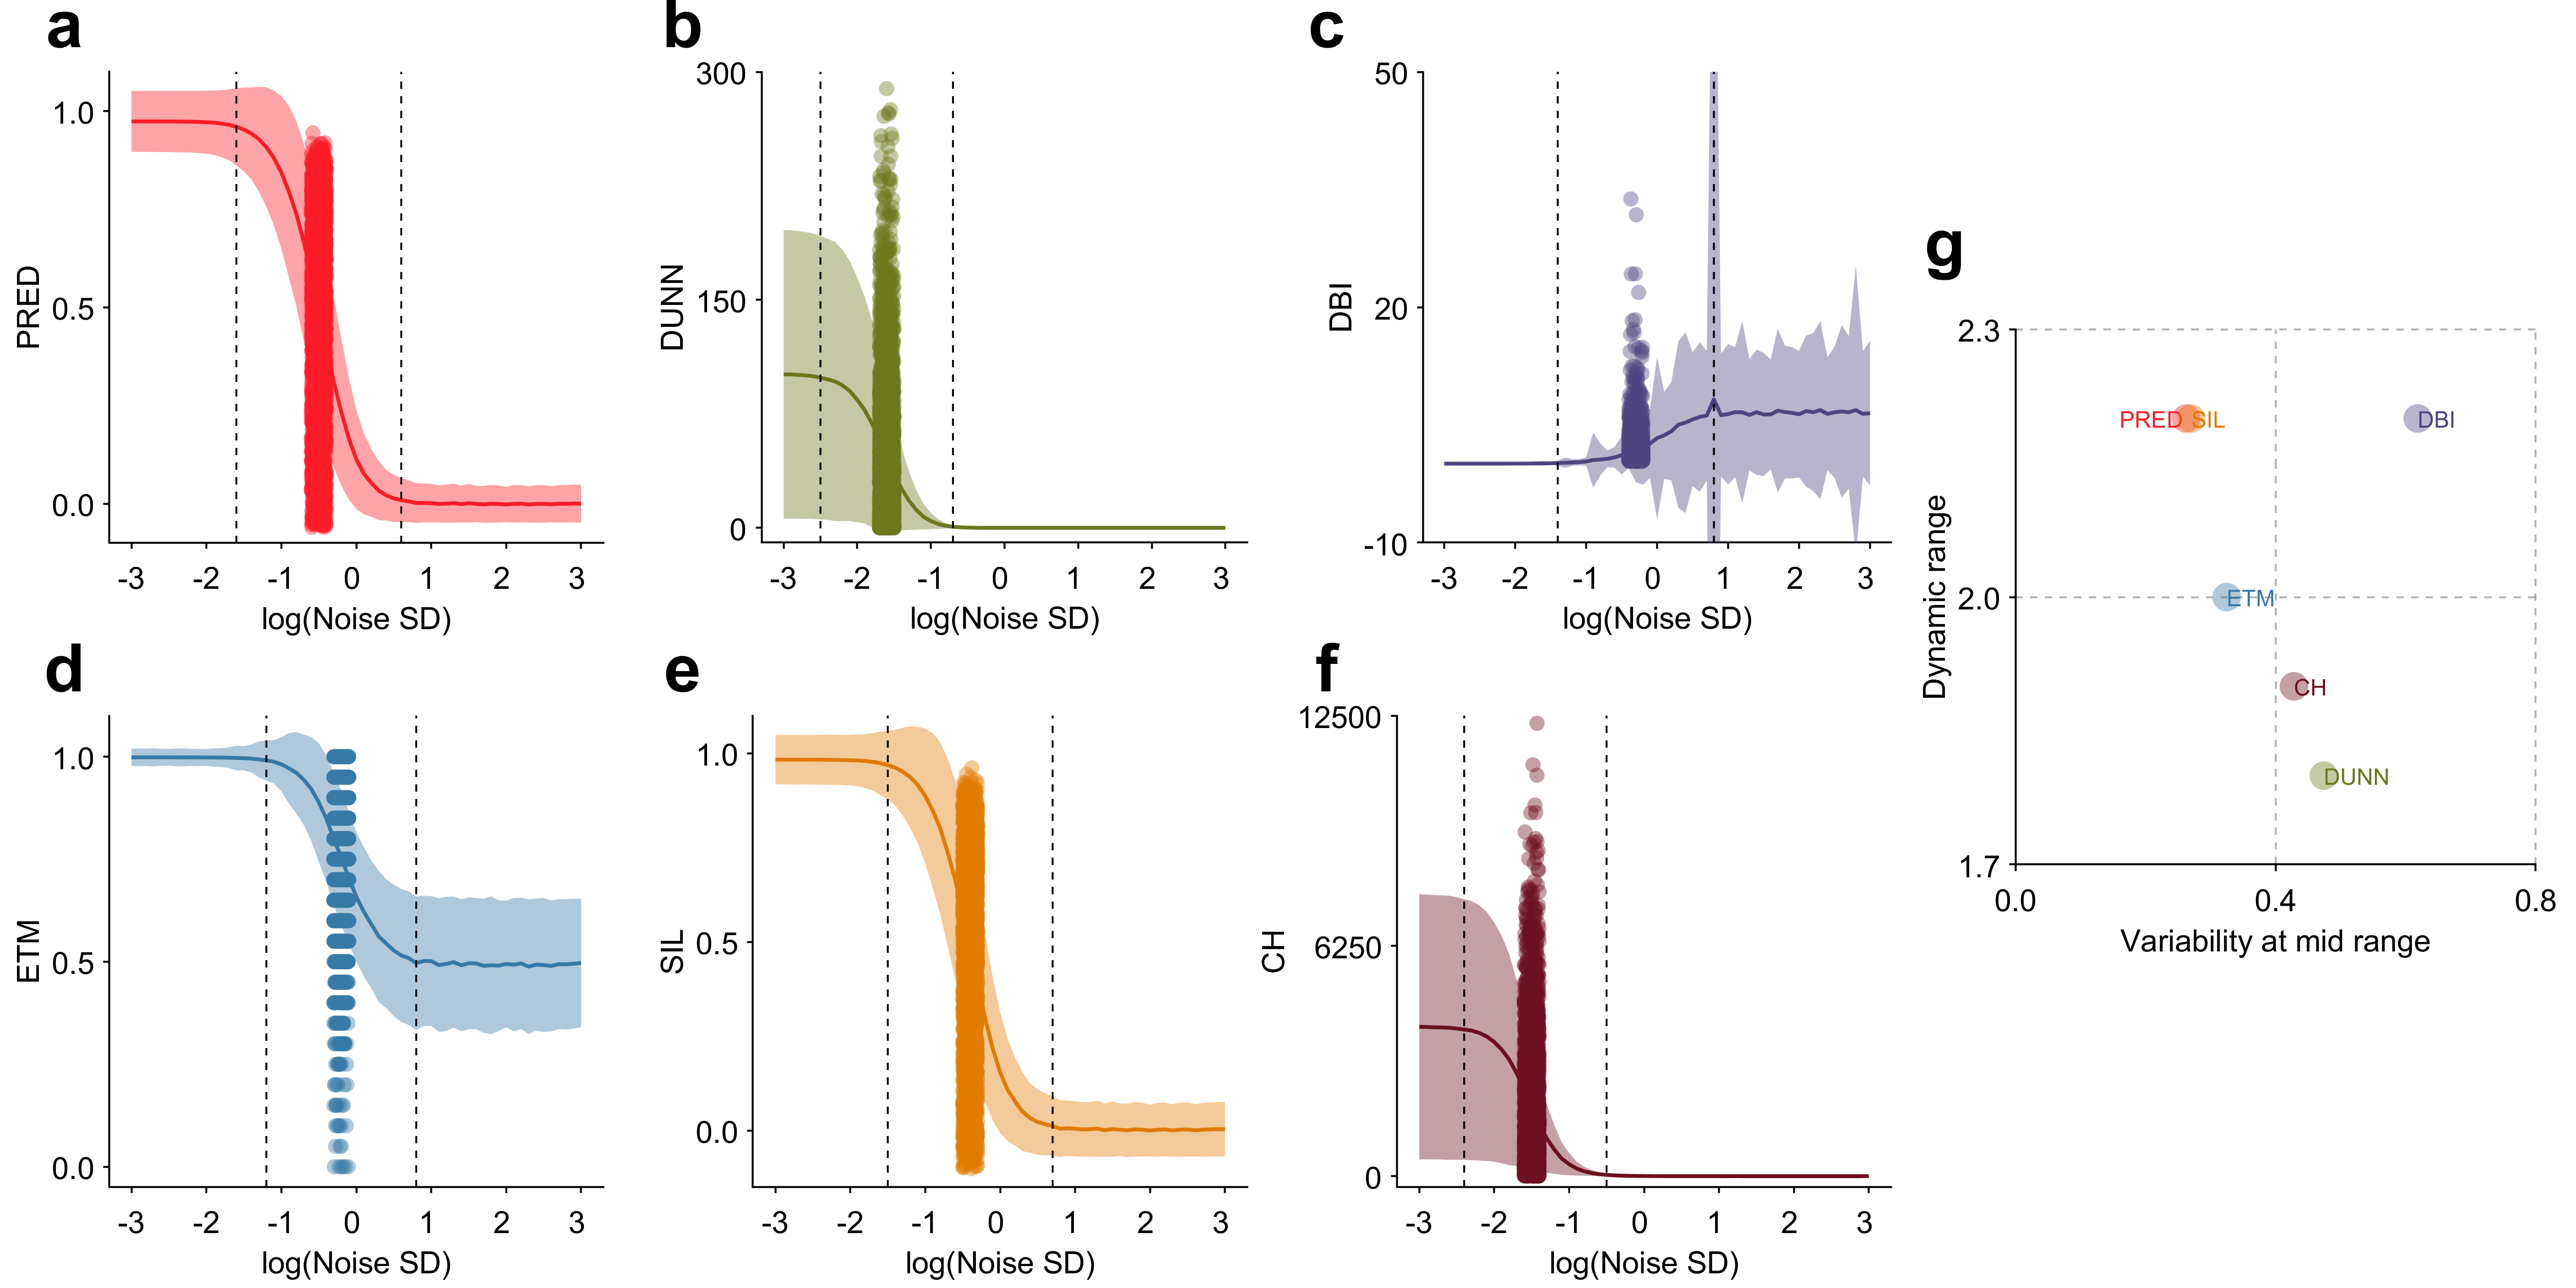 a
PRED
1.0
0.5
0.0
-3 -2 -1 0 1 2 3
log(Noise SD)
b
DUNN
300
150
0
-3 -2 -1 0 1 2 3
log(Noise SD)
c
DBI
50
20
-10
-3 -2 -1 0 1 2 3
log(Noise SD)
d
ETM
1.0
0.5
0.0
-3 -2 -1 0 1 2 3
log(Noise SD)
e
SIL
1.0
0.5
0.0
-3 -2 -1 0 1 2 3
log(Noise SD)
f
CH
12500
6250
0
-3 -2 -1 0 1 2 3
log(Noise SD)
g
Dynamic range
2.3
2.0
1.7
PRED SIL
DBI
ETM
CH
DUNN
0.0 0.4 0.8
Variability at mid range